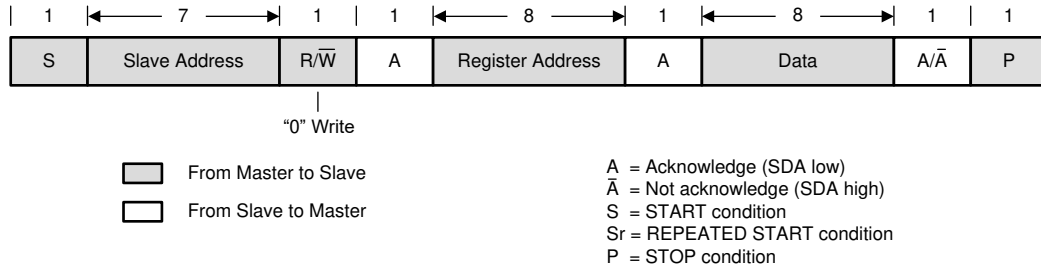 1 7 1 1 8 1 8 1 1
S Slave Address R/W̅ A Register Address A Data A/A̅ P
“0” Write
From Master to Slave
From Slave to Master
A = Acknowledge (SDA low)
A̅ = Not acknowledge (SDA high)
S = START condition
Sr = REPEATED START condition
P = STOP condition